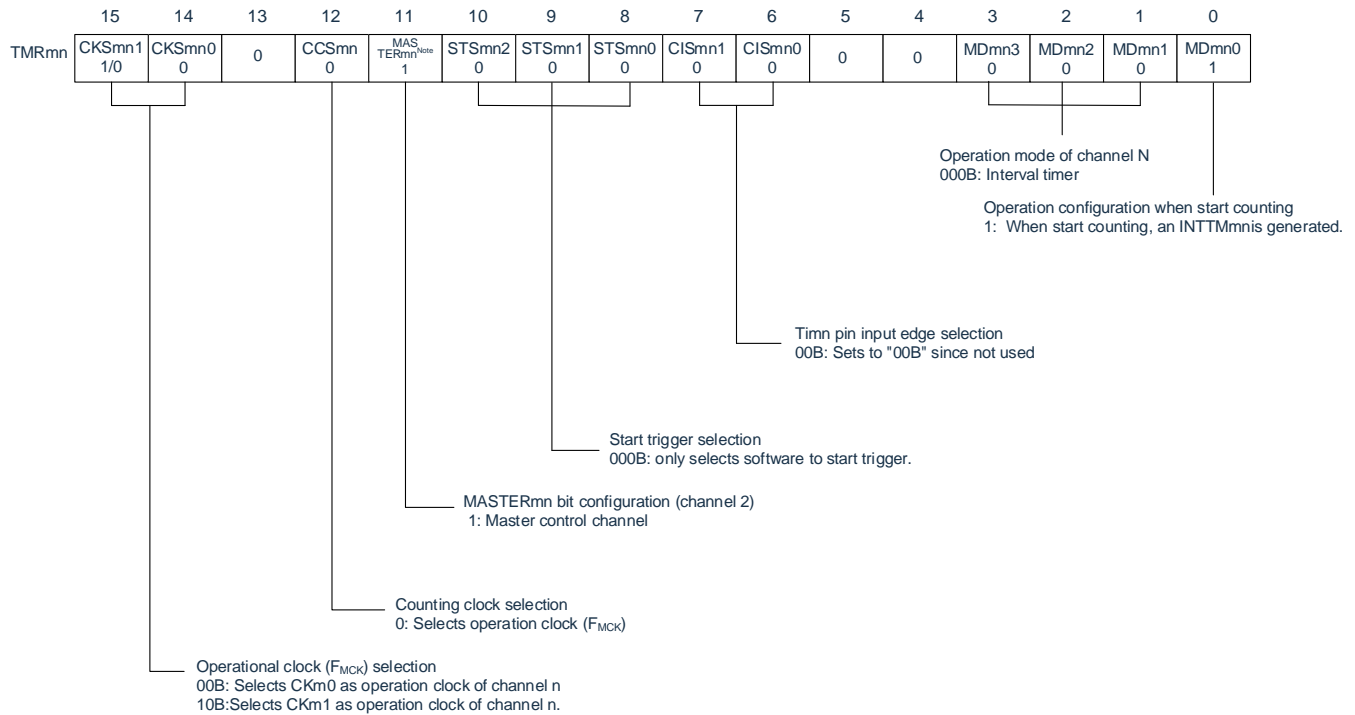 15 14 13 12 11 10 9 8 7 6 5 4 3 2 1 0
TMRmn CKSmn1 CKSmn0 0 CCSmn MAS STSmn2 STSmn1 STSmn0 CISmn1 CISmn0 0 0 MDmn3 MDmn2 MDmn1 MDmn0
TERmnNote
1/0 0 0 1 0 0 0 0 0 0 0 0 1
Operation mode of channel N
000B: Interval timer
Operation configuration when start counting
1: When start counting, an INTTMmnis generated.
Timn pin input edge selection
00B: Sets to "00B" since not used
Start trigger selection
000B: only selects software to start trigger.
MASTERmn bit configuration (channel 2)
1: Master control channel
Counting clock selection
0: Selects operation clock (FMCK)
Operational clock (FMCK) selection
00B: Selects CKm0 as operation clock of channel n
10B:Selects CKm1 as operation clock of channel n.